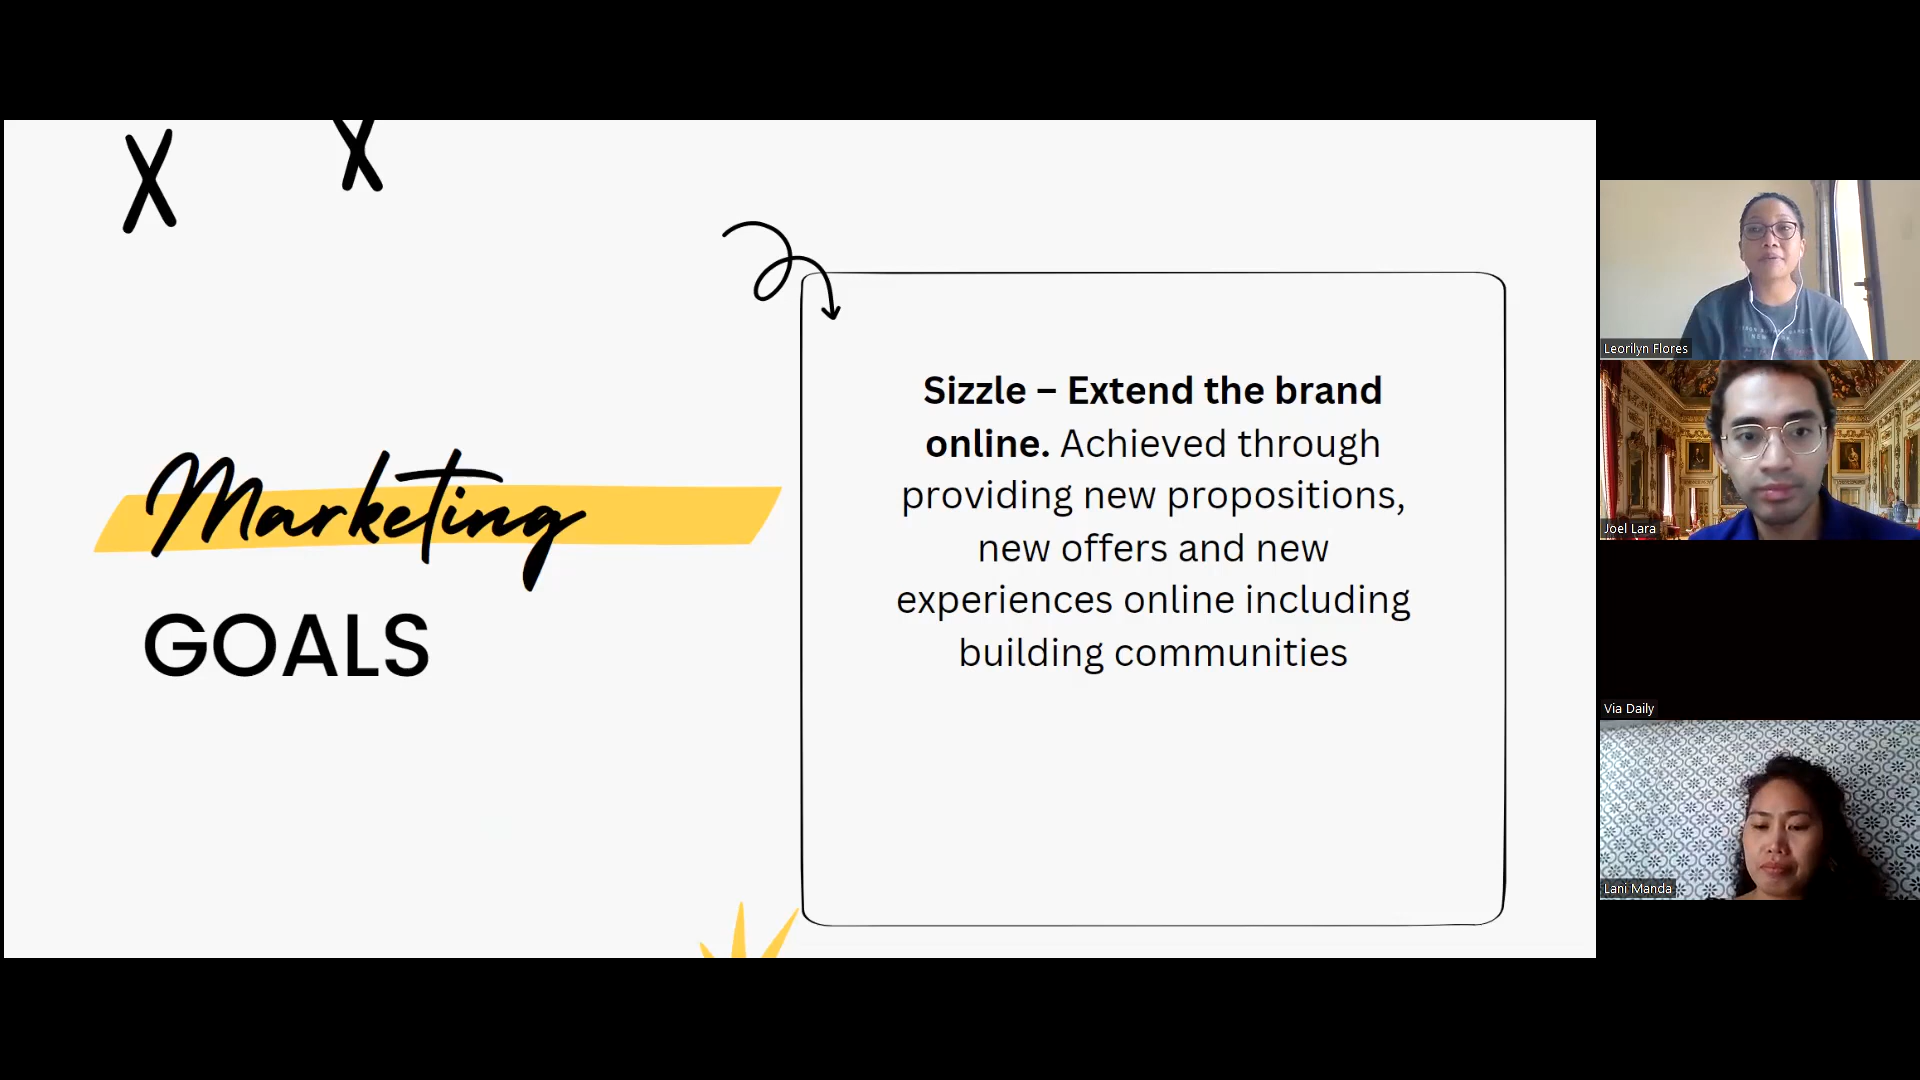 Marketing
GOALS
Sizzle – Extend the brand
online. Achieved through
providing new propositions,
new offers and new
experiences online including
building communities
Leorilyn Flores
Joel Lara
Via Daily
Lani Manda